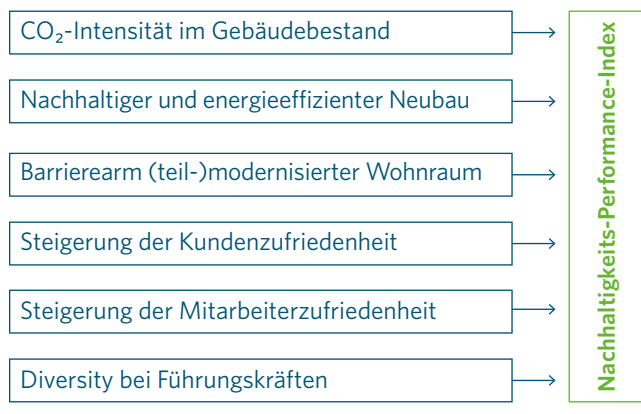 CO₂-Intensität im Gebäudebestand
Nachhaltiger und energieeffizienter Neubau
Barrierearm (teil-)modernisierter Wohnraum
Steigerung der Kundenzufriedenheit
Steigerung der Mitarbeiterzufriedenheit
Diversity bei Führungskräften
Nachhaltigkeits-Performance-Index